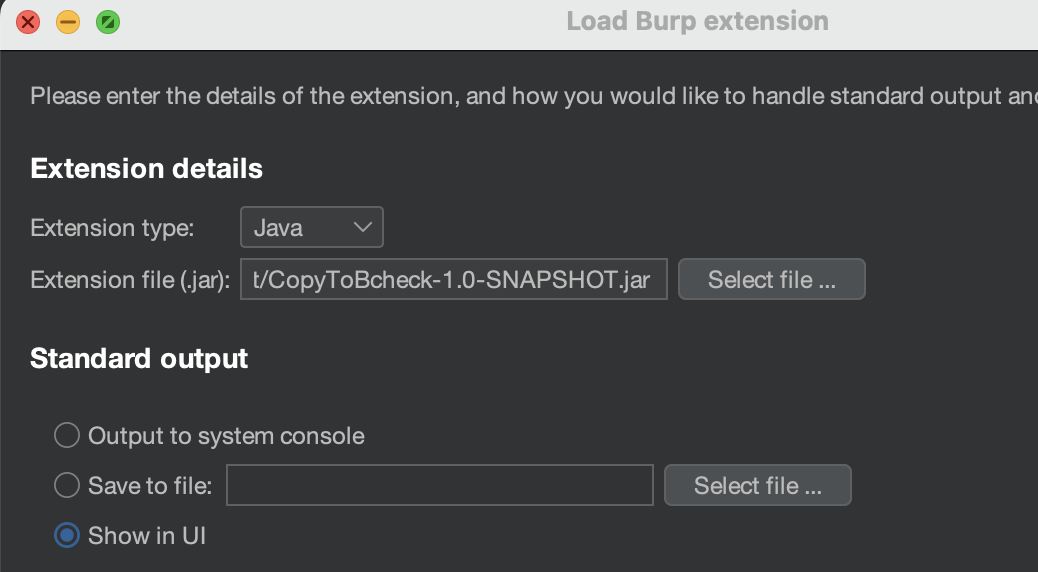 Load Burp extension
Please enter the details of the extension, and how you would like to handle standard output
Extension details
Extension type: Java
Extension file (.jar): t/CopyToBcheck-1.0-SNAPSHOT.jar Select file ...
Standard output
Output to system console
Save to file: Select file ...
Show in UI